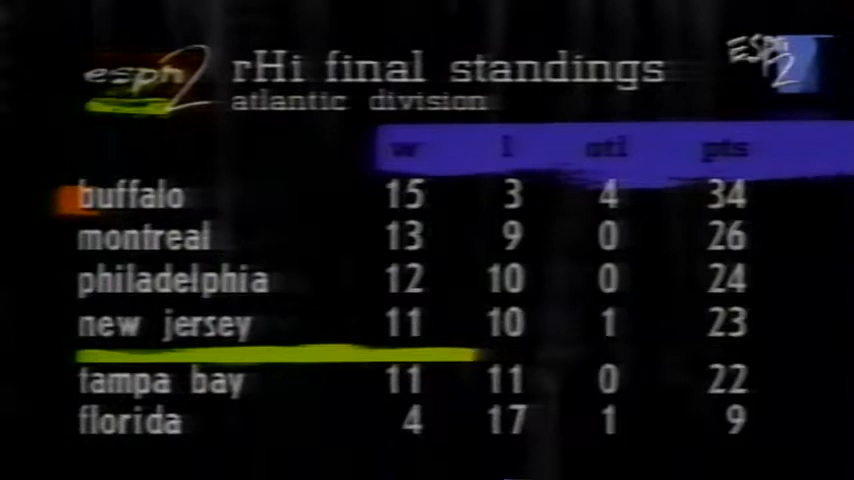 espn2 rHi final standings ESPN2
atlantic division
w l otl pts
buffalo 15 3 4 34
montreal 13 9 0 26
philadelphia 12 10 0 24
new jersey 11 10 1 23
tampa bay 11 11 0 22
florida 4 17 1 9